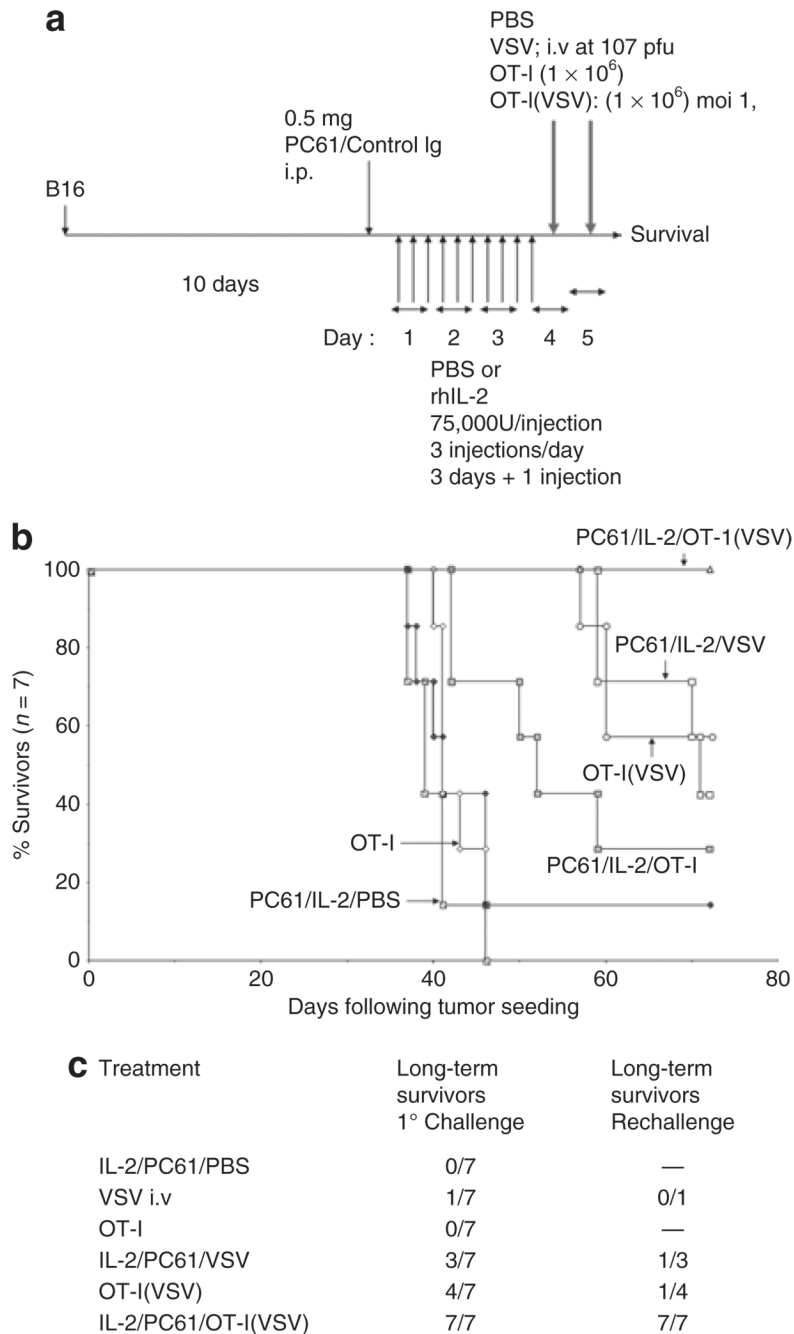 a
PBS
VSV; i.v at 107 pfu
OT-I (1 × 10⁶)
OT-I(VSV): (1 × 10⁶) moi 1,
0.5 mg
PC61/Control Ig
i.p.
B16
Survival
10 days
Day : 1 2 3 4 5
PBS or
rhIL-2
75,000U/injection
3 injections/day
3 days + 1 injection
b
PC61/IL-2/OT-1(VSV)
100
80
60
40
20
0
% Survivors (n = 7)
PC61/IL-2/VSV
OT-I(VSV)
OT-I
PC61/IL-2/OT-I
PC61/IL-2/PBS
0 20 40 60 80
Days following tumor seeding
c Treatment Long-term survivors 1° Challenge Long-term survivors Rechallenge
IL-2/PC61/PBS 0/7 —
VSV i.v 1/7 0/1
OT-I 0/7 —
IL-2/PC61/VSV 3/7 1/3
OT-I(VSV) 4/7 1/4
IL-2/PC61/OT-I(VSV) 7/7 7/7